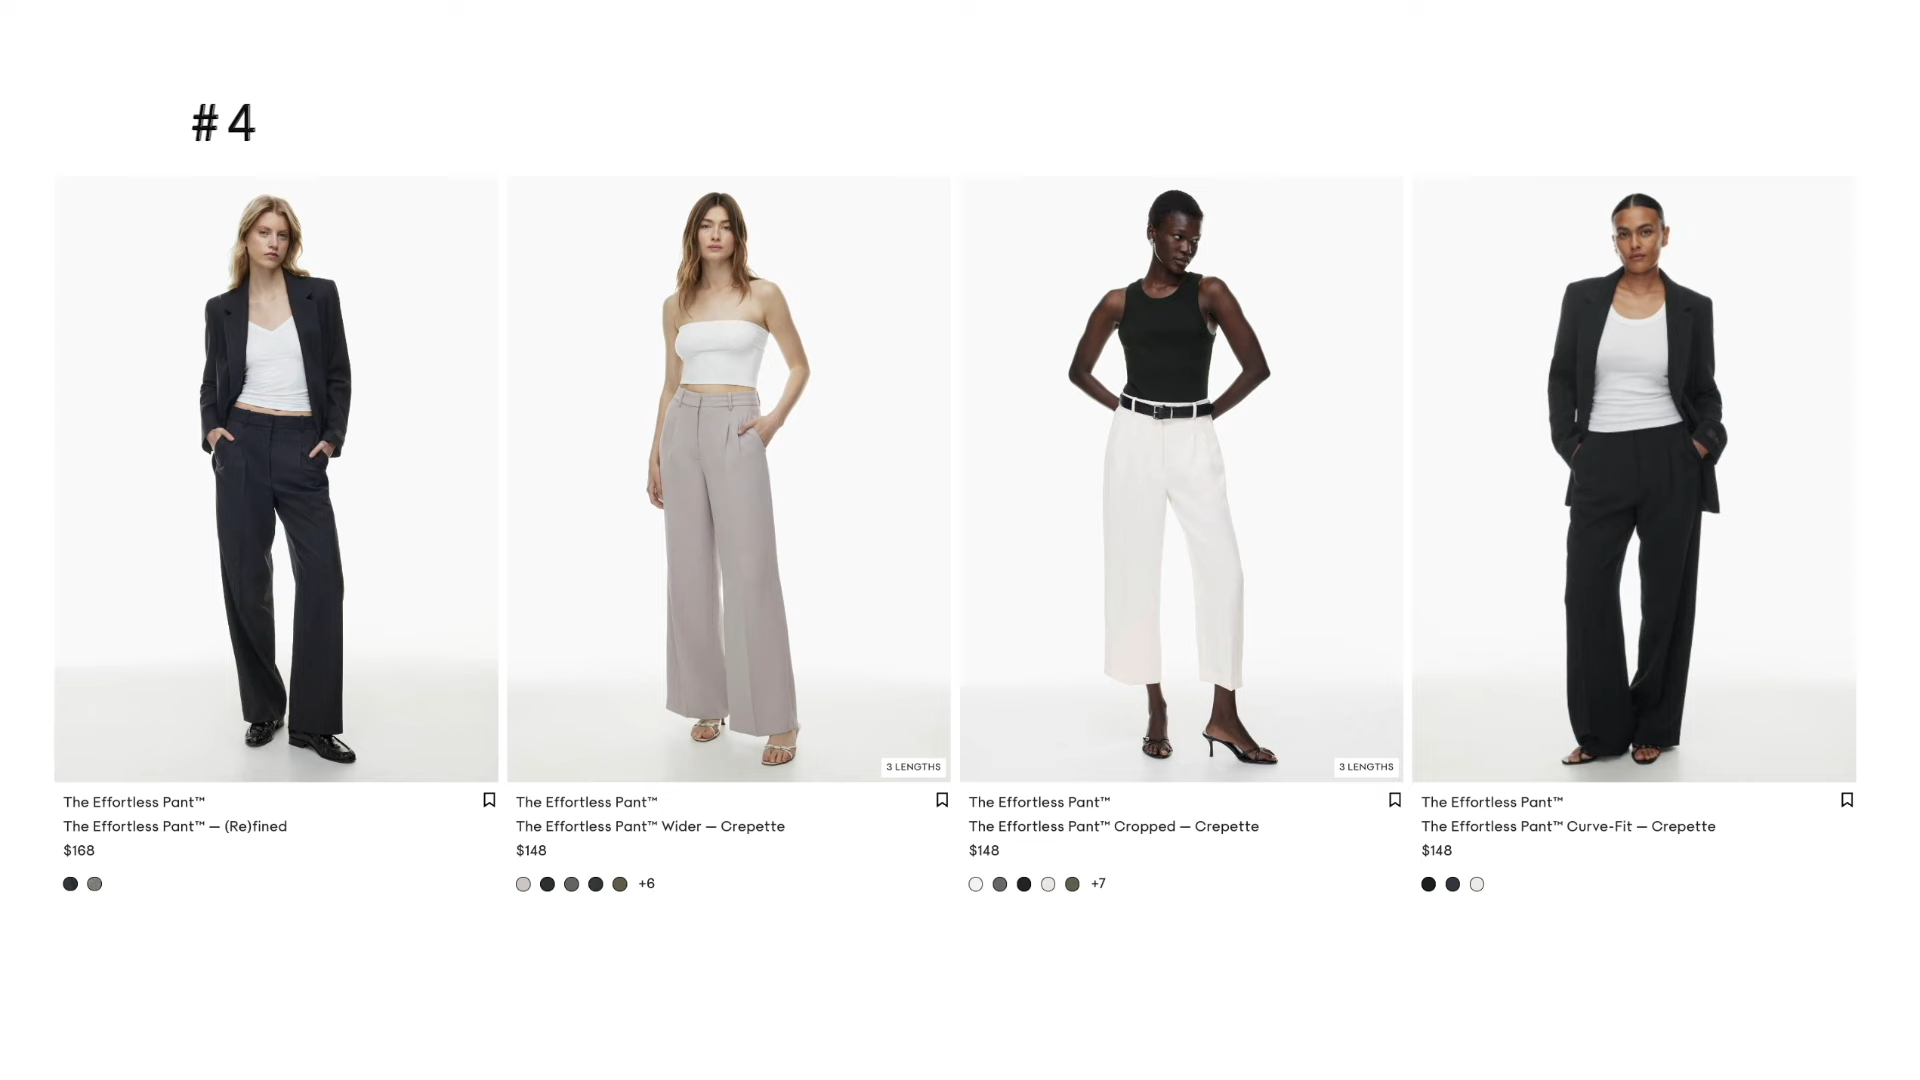 #4
3 LENGTHS
3 LENGTHS
The Effortless Pant™
The Effortless Pant™ — (Re)fined
$168
The Effortless Pant™
The Effortless Pant™ Wider — Crepette
$148
+6
The Effortless Pant™
The Effortless Pant™ Cropped — Crepette
$148
+7
The Effortless Pant™
The Effortless Pant™ Curve-Fit — Crepette
$148